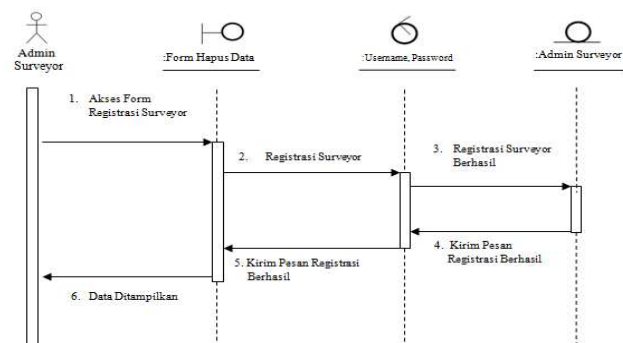 Admin
Surveyor
:Form Hapus Data
:Username, Password
:Admin Surveyor
1. Akses Form
Registrasi Surveyor
2. Registrasi Surveyor
3. Registrasi Surveyor
Berhasil
4. Kirim Pesan
Registrasi Berhasil
5. Kirim Pesan Registrasi
Berhasil
6. Data Ditampilkan